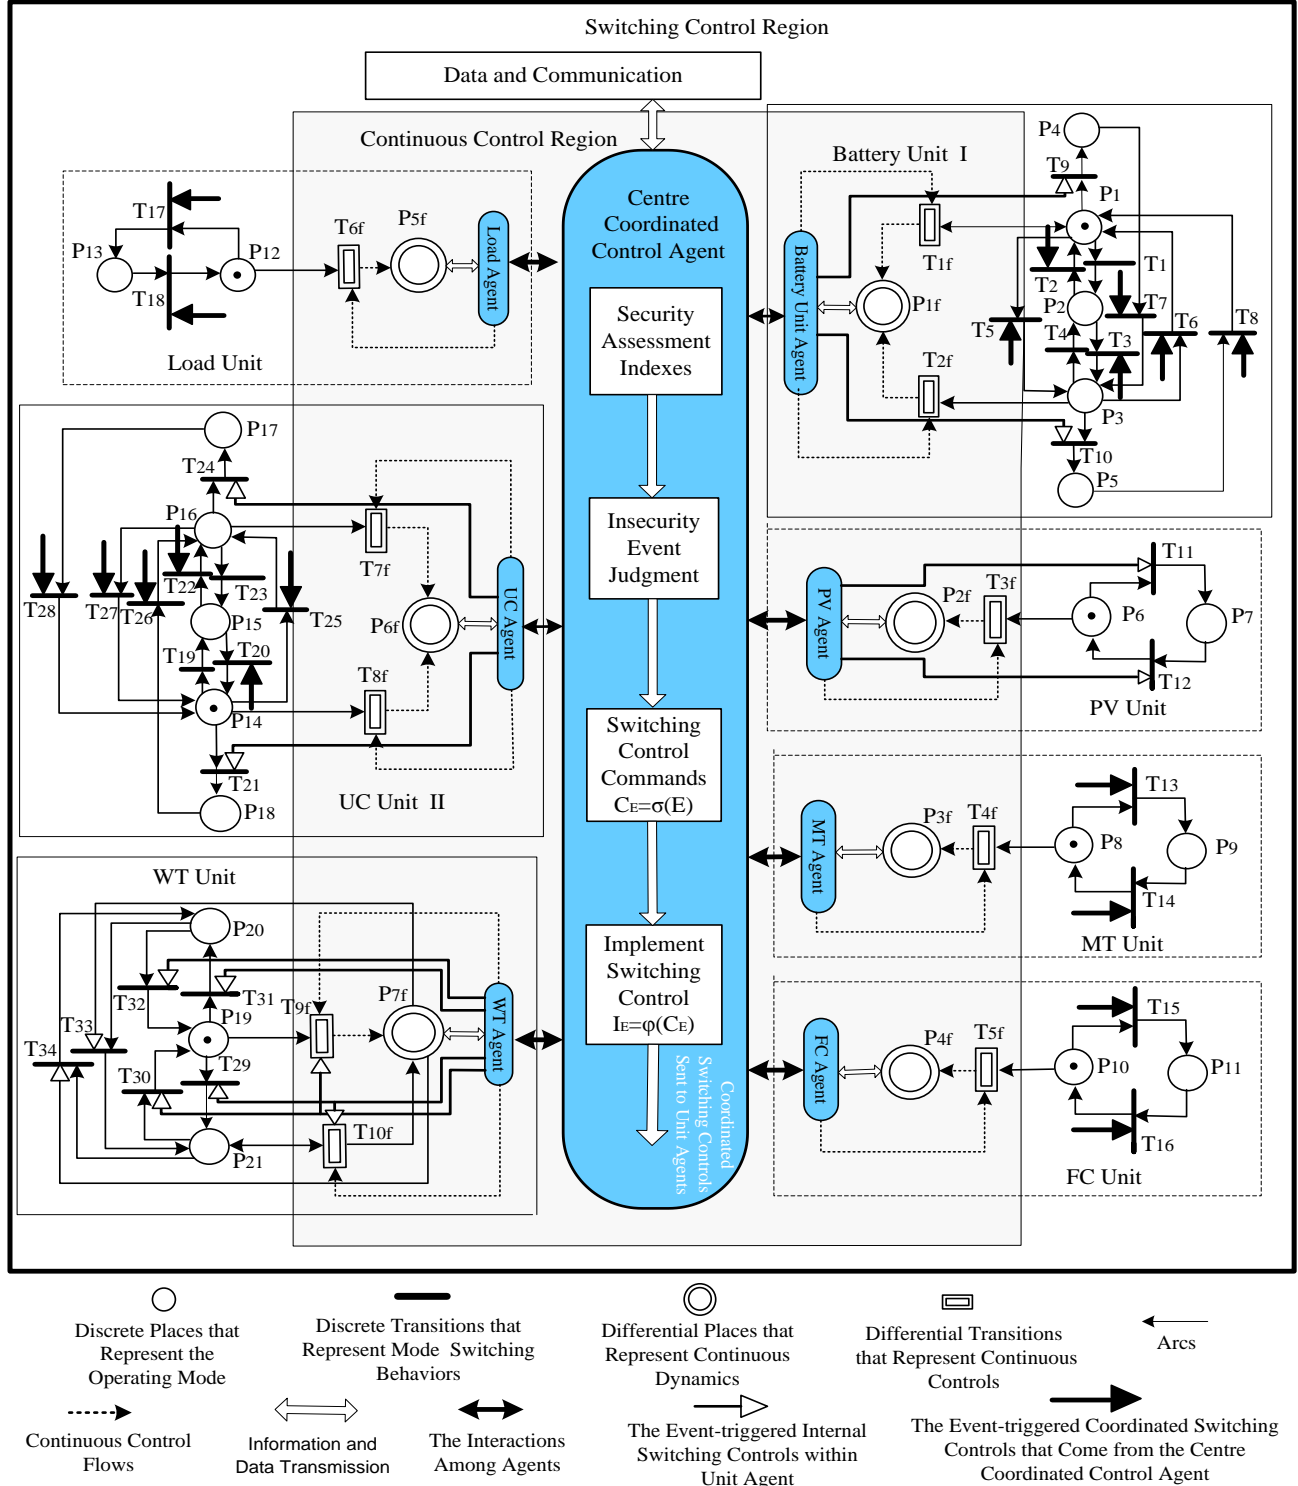 Switching Control Region
Data and Communication
Continuous Control Region
Centre
Coordinated
Control Agent
Security
Assessment
Indexes
Insecurity
Event
Judgment
Switching
Control
Commands
CE=σ(E)
Implement
Switching
Control
IE=φ(CE)
Coordinated
Switching Controls
Sent to Unit Agents
T17
P13
P12
T18
T6f
P5f
Load Agent
Load Unit
P17
T24
P16
T22
T23
T28
T27
T26
P15
T25
T19
T20
P14
T21
P18
T7f
P6f
T8f
UC Agent
UC Unit II
WT Unit
P20
T32
T31
T33
P19
T34
T30
T29
P21
T9f
P7f
T10f
WT Agent
Battery Unit I
P4
T9
P1
T1f
T1
T2
P1f
P2
T7
T5
T4
T3
T6
T8
T2f
P3
T10
P5
Battery Unit Agent
T11
T3f
P2f
P6
P7
T12
PV Agent
PV Unit
T13
P3f
T4f
P8
P9
T14
MT Agent
MT Unit
T15
P4f
T5f
P10
P11
T16
FC Agent
FC Unit
Discrete Places that
Represent the
Operating Mode
Discrete Transitions that
Represent Mode Switching
Behaviors
Differential Places that
Represent Continuous
Dynamics
Differential Transitions
that Represent Continuous
Controls
Arcs
Continuous Control
Flows
Information and
Data Transmission
The Interactions
Among Agents
The Event-triggered Internal
Switching Controls within
Unit Agent
The Event-triggered Coordinated Switching
Controls that Come from the Centre
Coordinated Control Agent